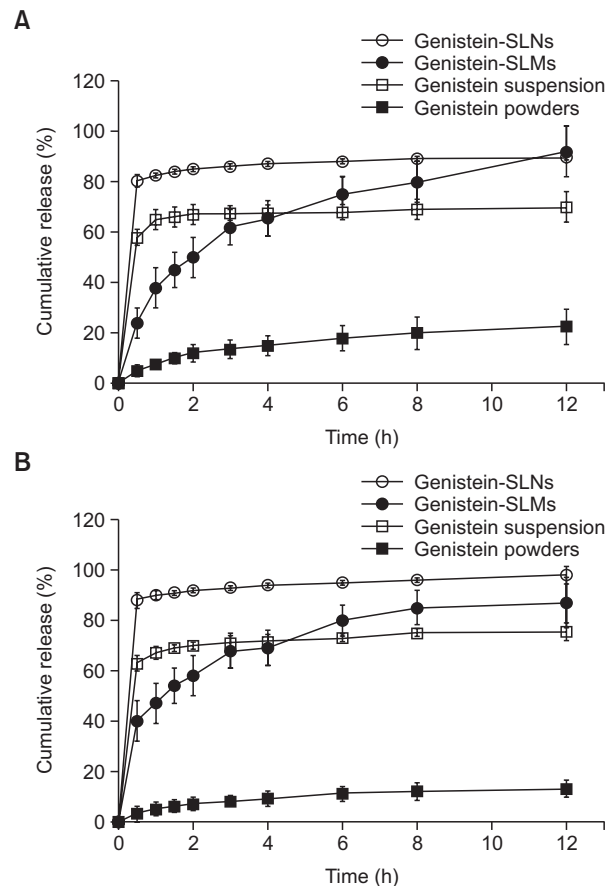 A
Genistein-SLNs
Genistein-SLMs
Genistein suspension
Genistein powders
120
100
80
60
40
20
0
Cumulative release (%)
0 2 4 6 8 10 12
Time (h)
B
Genistein-SLNs
Genistein-SLMs
Genistein suspension
Genistein powders
120
100
80
60
40
20
0
Cumulative release (%)
0 2 4 6 8 10 12
Time (h)